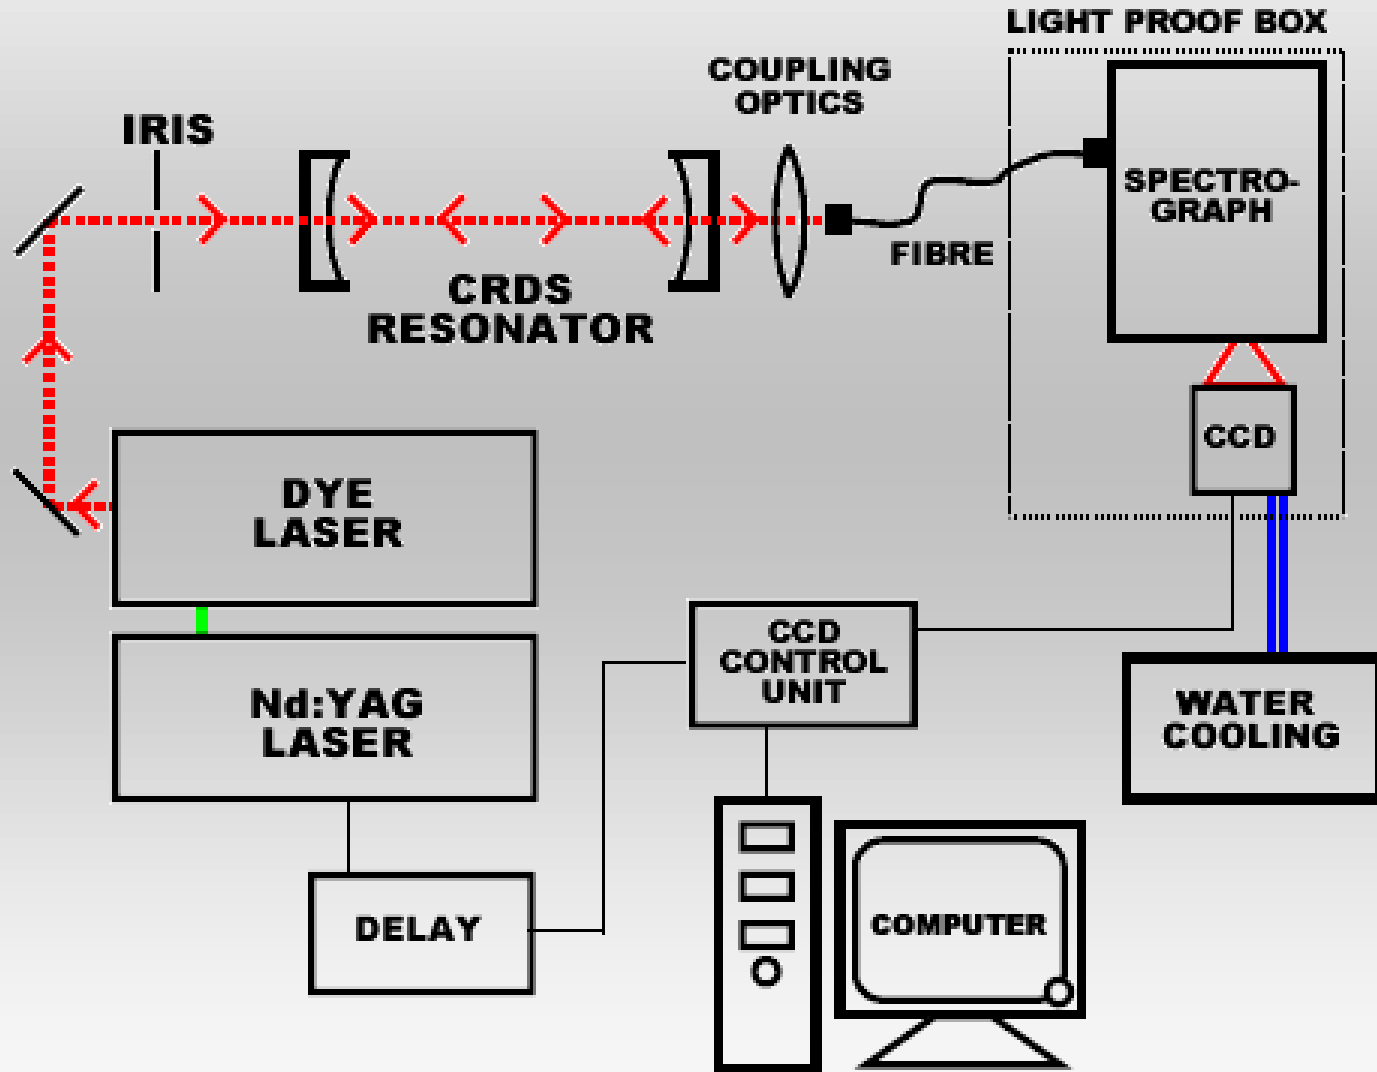 LIGHT PROOF BOX
COUPLING
OPTICS
IRIS
SPECTRO-
GRAPH
FIBRE
CRDS
RESONATOR
CCD
DYE
LASER
CCD
CONTROL
UNIT
Nd:YAG
LASER
WATER
COOLING
DELAY
COMPUTER